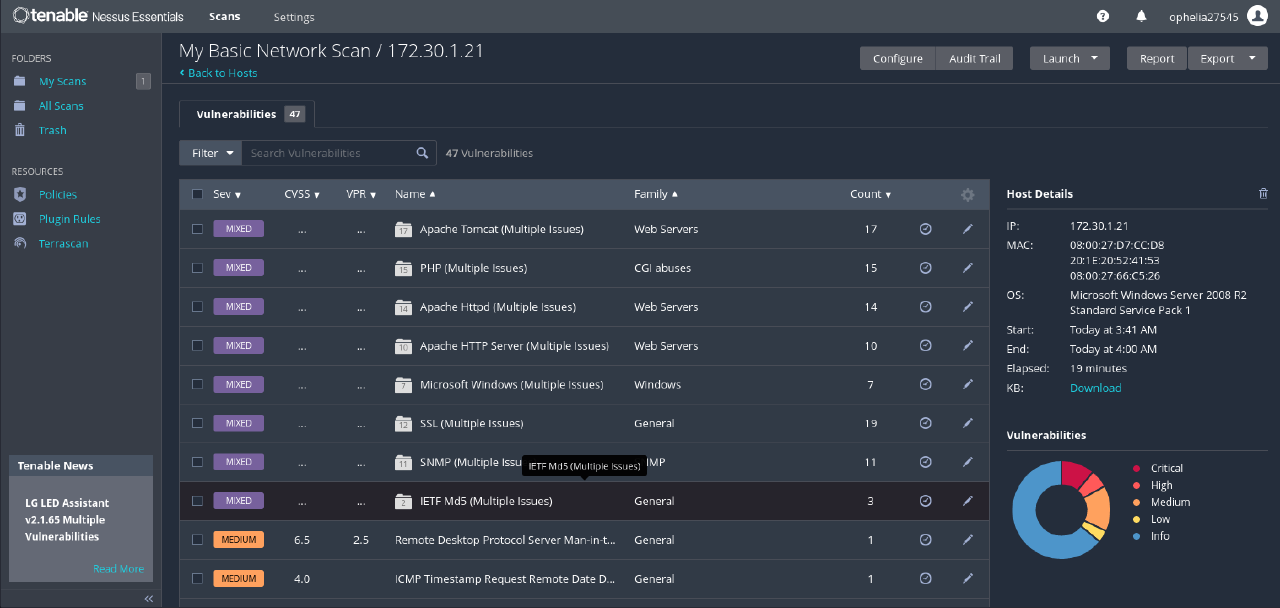 tenable Nessus Essentials Scans Settings ophelia27545
FOLDERS
My Scans 1
All Scans
Trash
RESOURCES
Policies
Plugin Rules
Terrascan
Tenable News
LG LED Assistant
v2.1.65 Multiple
Vulnerabilities
Read More
My Basic Network Scan / 172.30.1.21
Back to Hosts
Configure Audit Trail Launch Report Export
Vulnerabilities 47
Filter Search Vulnerabilities 47 Vulnerabilities
Sev CVSS VPR Name Family Count
MIXED ... ... 17 Apache Tomcat (Multiple Issues) Web Servers 17
MIXED ... ... 15 PHP (Multiple Issues) CGI abuses 15
MIXED ... ... 14 Apache Httpd (Multiple Issues) Web Servers 14
MIXED ... ... 10 Apache HTTP Server (Multiple Issues) Web Servers 10
MIXED ... ... 7 Microsoft Windows (Multiple Issues) Windows 7
MIXED ... ... 12 SSL (Multiple Issues) General 19
MIXED ... ... 11 SNMP (Multiple Issu MP 11
IETF Md5 (Multiple Issues)
MIXED ... ... 2 IETF Md5 (Multiple Issues) General 3
MEDIUM 6.5 2.5 Remote Desktop Protocol Server Man-in-t... General 1
MEDIUM 4.0 ICMP Timestamp Request Remote Date D... General 1
Host Details
IP: 172.30.1.21
MAC: 08:00:27:D7:CC:D8
20:1E:20:52:41:53
08:00:27:66:C5:26
OS: Microsoft Windows Server 2008 R2
Standard Service Pack 1
Start: Today at 3:41 AM
End: Today at 4:00 AM
Elapsed: 19 minutes
KB: Download
Vulnerabilities
Critical
High
Medium
Low
Info